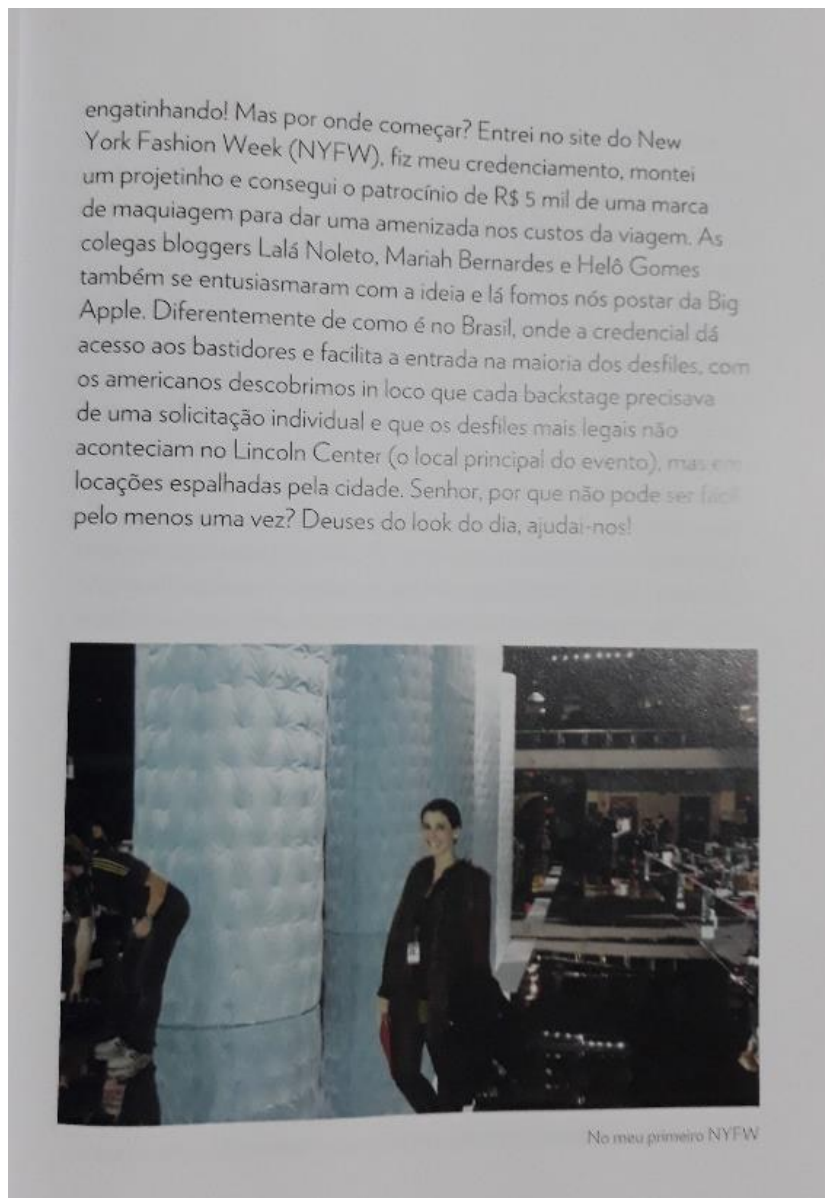 engatinhando! Mas por onde começar? Entrei no site do New
York Fashion Week (NYFW), fiz meu credenciamento, montei
um projetinho e consegui o patrocínio de R$ 5 mil de uma marca
de maquiagem para dar uma amenizada nos custos da viagem. As
colegas bloggers Lalá Noleto, Mariah Bernardes e Helô Gomes
também se entusiasmaram com a ideia e lá fomos nós postar da Big
Apple. Diferentemente de como é no Brasil, onde a credencial dá
acesso aos bastidores e facilita a entrada na maioria dos desfiles, com
os americanos descobrimos in loco que cada backstage precisava
de uma solicitação individual e que os desfiles mais legais não
aconteciam no Lincoln Center (o local principal do evento), mas em
locações espalhadas pela cidade. Senhor, por que não pode ser fácil
pelo menos uma vez? Deuses do look do dia, ajudai-nos!
No meu primeiro NYFW